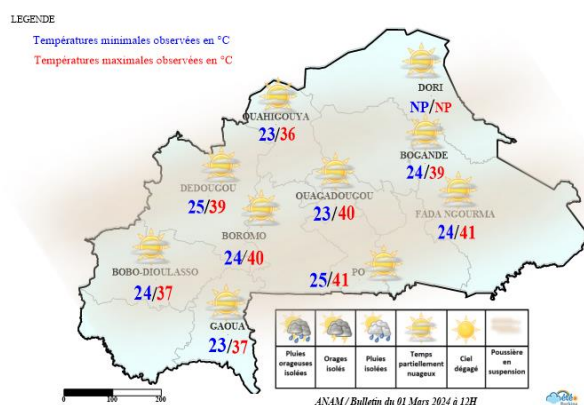 LEGENDE
Températures minimales observées en °C
Températures maximales observées en °C
DORI
NP/NP
OUAHIGOUYA
23/36
BOGANDE
24/39
DEDOUGOU
25/39
OUAGADOUGOU
23/40
FADA NGOURMA
24/41
BOROMO
24/40
BOBO-DIOULASSO
24/37
PO
25/41
GAOUA
23/37
Pluies orageuses isolées
Orages isolés
Pluies isolées
Temps partiellement nuageux
Ciel dégagé
Poussière en suspension
0 100 200
ANAM / Bulletin du 01 Mars 2024 à 12H